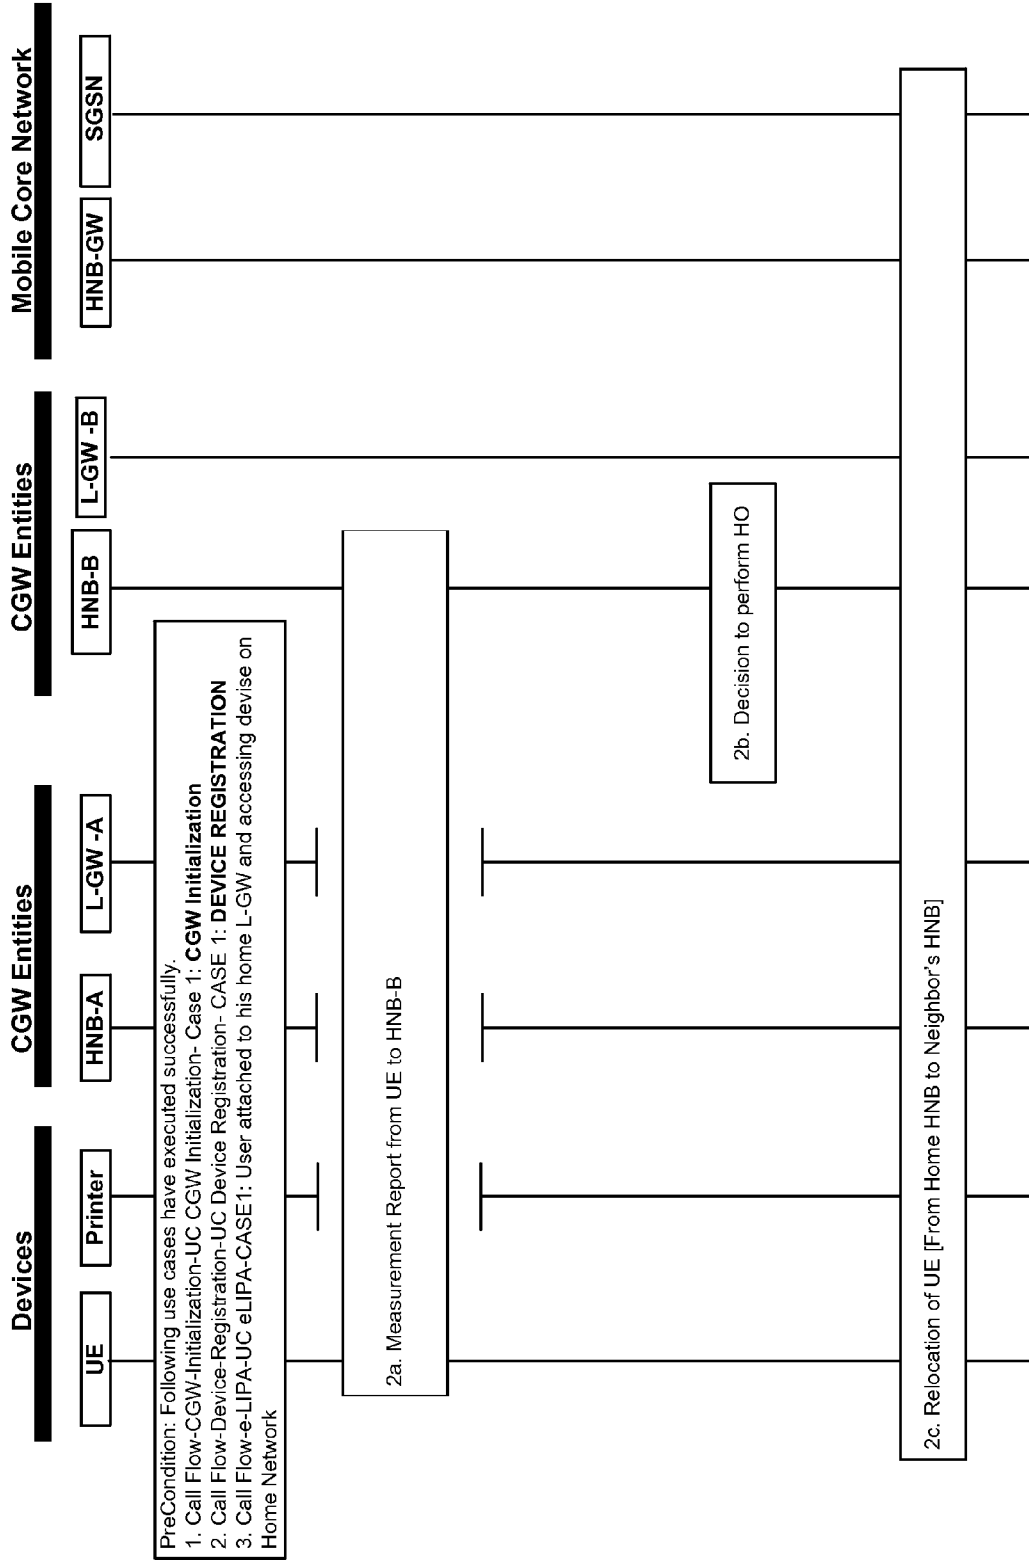 Devices
CGW Entities
CGW Entities
Mobile Core Network
UE
Printer
HNB-A
L-GW -A
HNB-B
L-GW -B
HNB-GW
SGSN
PreCondition: Following use cases have executed successfully.
1. Call Flow-CGW-Initialization-UC CGW Initialization- Case 1: CGW Initialization
2. Call Flow-Device-Registration-UC Device Registration- CASE 1: DEVICE REGISTRATION
3. Call Flow-e-LIPA-UC eLIPA-CASE1: User attached to his home L-GW and accessing devise on
Home Network
2a. Measurement Report from UE to HNB-B
2b. Decision to perform HO
2c. Relocation of UE [From Home HNB to Neighbor's HNB]